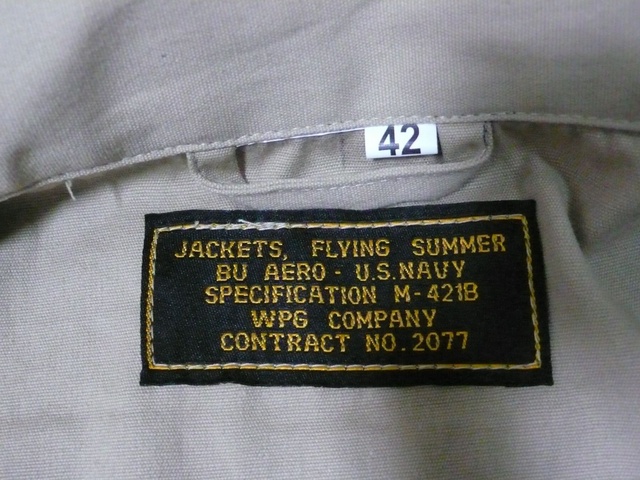 42
JACKETS, FLYING SUMMER
BU AERO - U.S.NAVY
SPECIFICATION M-421B
WPG COMPANY
CONTRACT NO. 2077